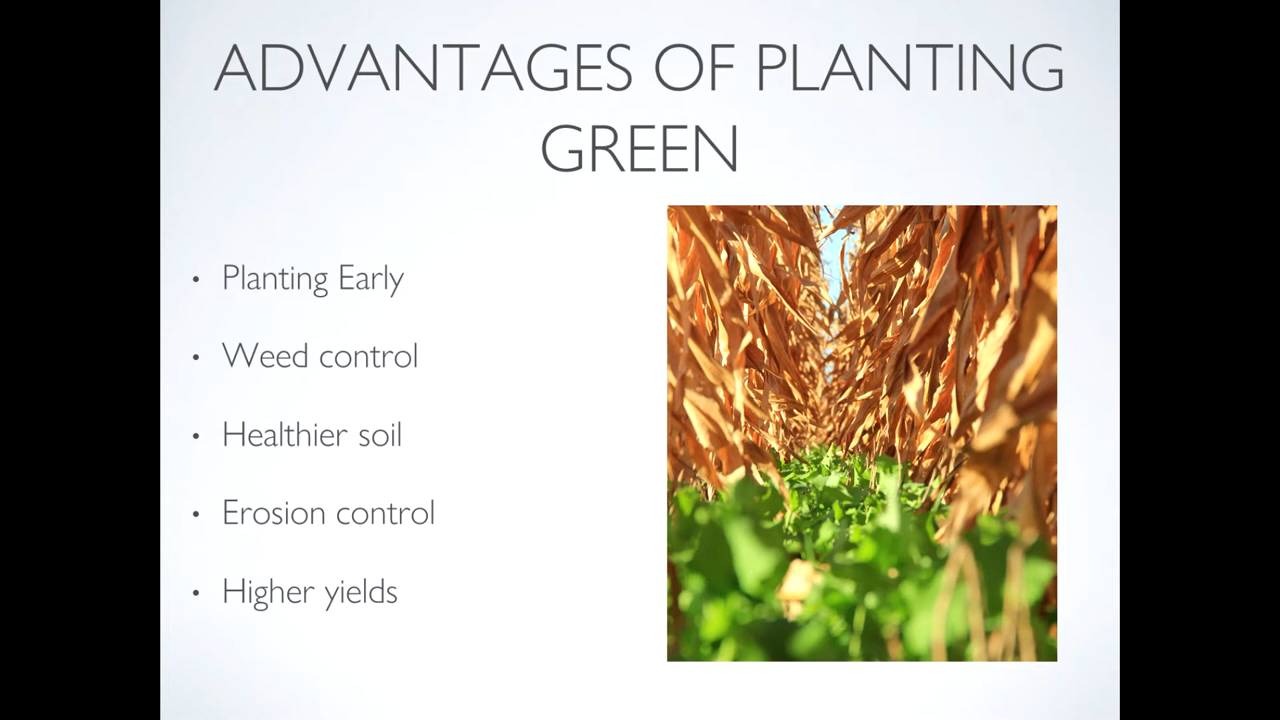 ADVANTAGES OF PLANTING
GREEN
• Planting Early
• Weed control
• Healthier soil
• Erosion control
• Higher yields